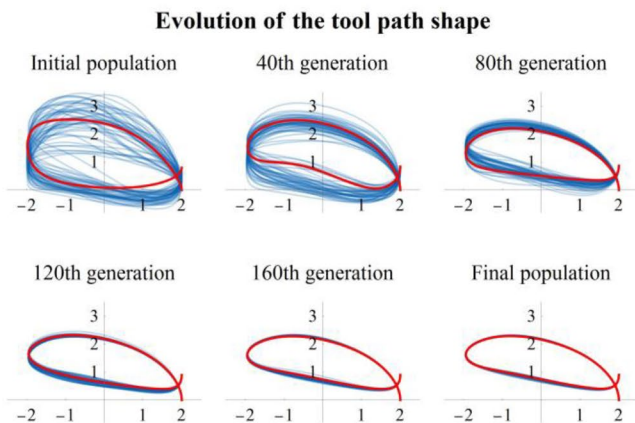 Evolution of the tool path shape
Initial population
40th generation
80th generation
3
2
1
−2 −1 1 2
3
2
1
−2 −1 1 2
3
2
1
−2 −1 1 2
120th generation
160th generation
Final population
3
2
1
−2 −1 1 2
3
2
1
−2 −1 1 2
3
2
1
−2 −1 1 2